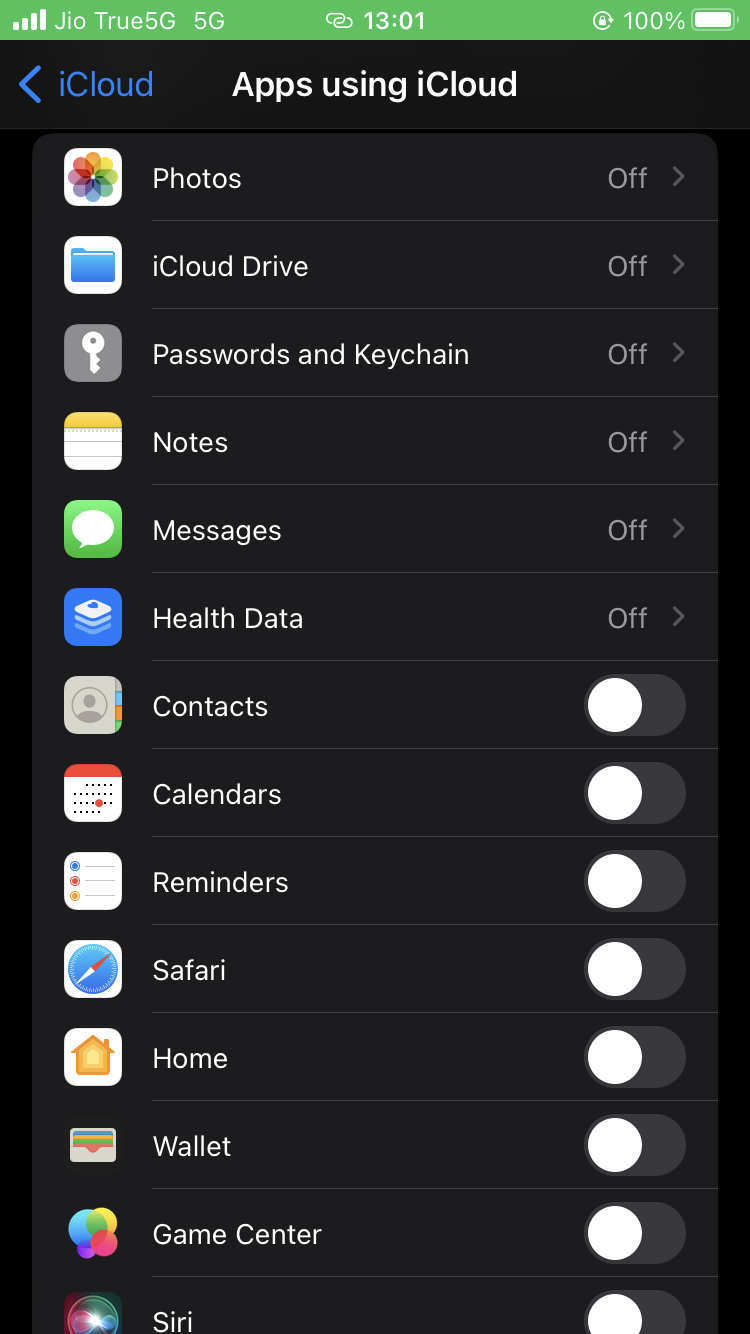 Jio True5G 5G 13:01 100%
iCloud Apps using iCloud
Photos Off
iCloud Drive Off
Passwords and Keychain Off
Notes Off
Messages Off
Health Data Off
Contacts
Calendars
Reminders
Safari
Home
Wallet
Game Center
Siri